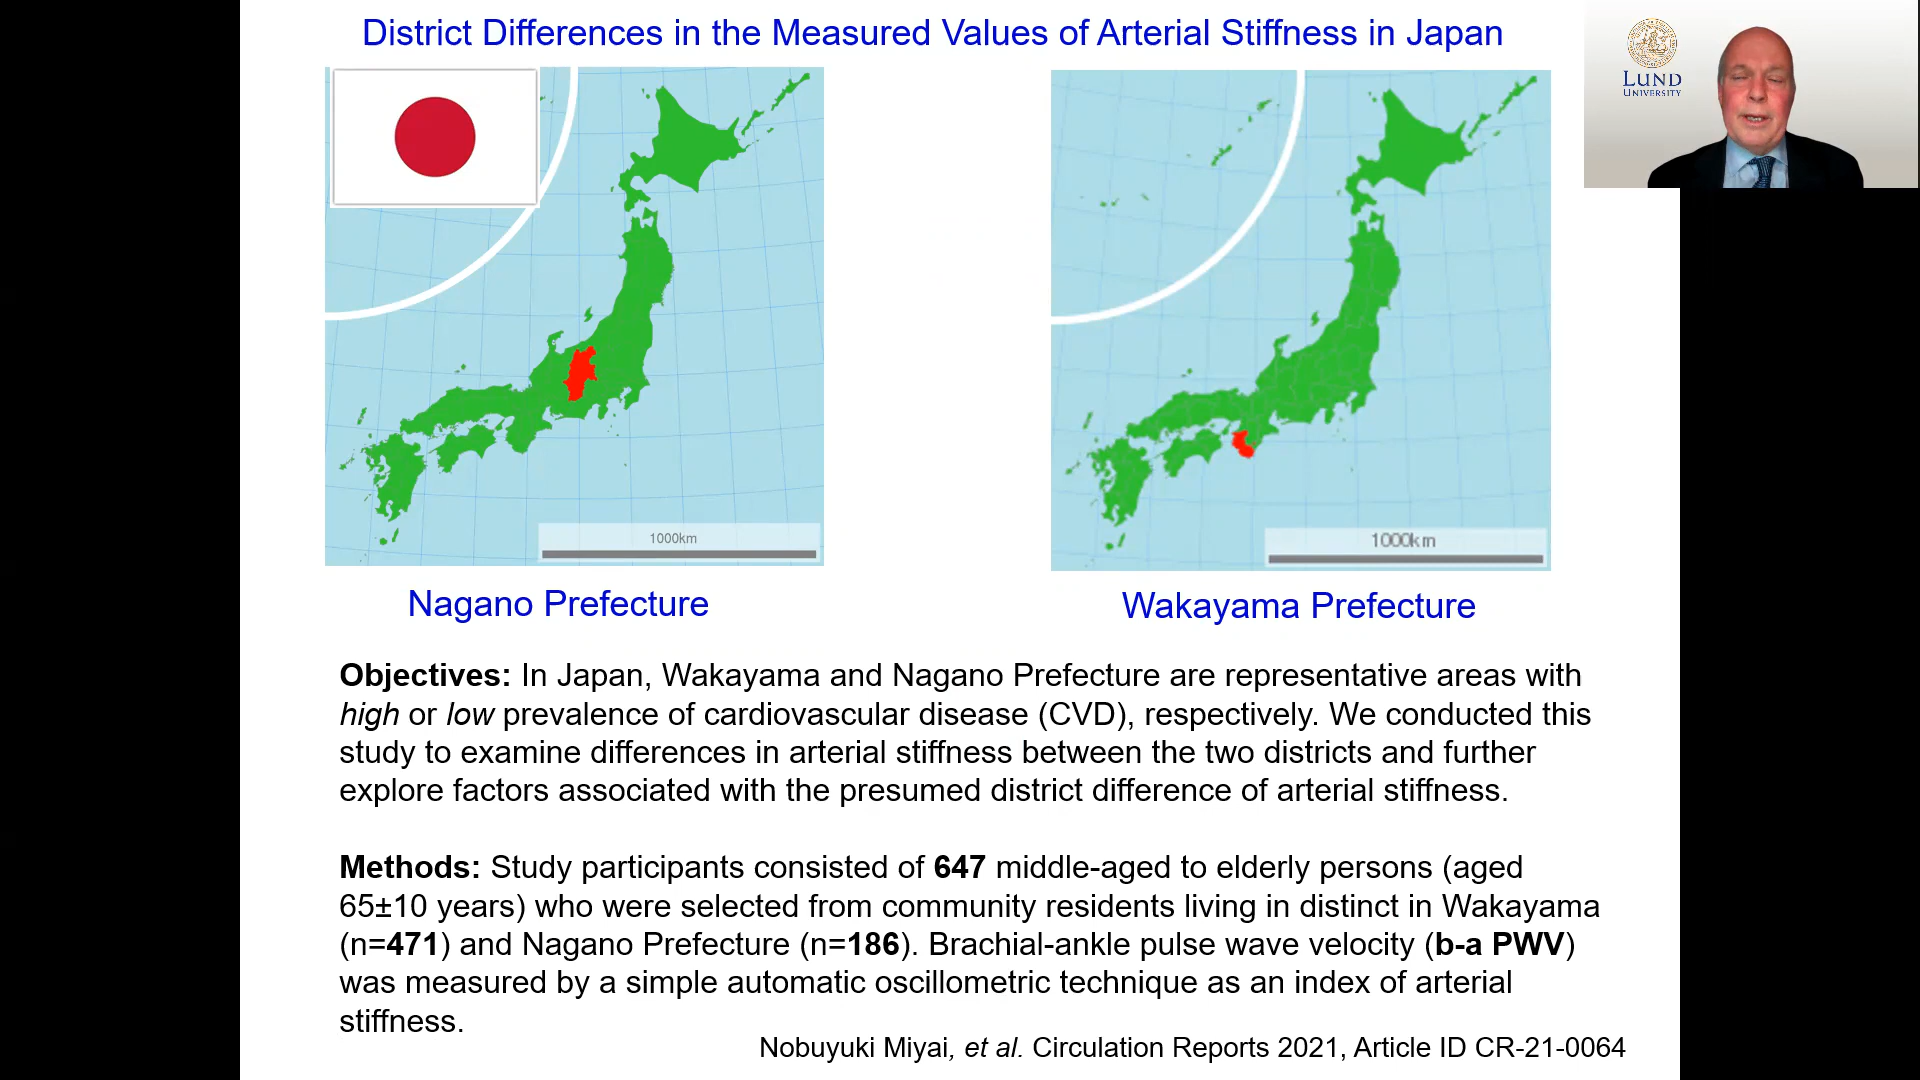 District Differences in the Measured Values of Arterial Stiffness in Japan
LUND
UNIVERSITY
1000km
1000km
Nagano Prefecture
Wakayama Prefecture
Objectives: In Japan, Wakayama and Nagano Prefecture are representative areas with
high or low prevalence of cardiovascular disease (CVD), respectively. We conducted this
study to examine differences in arterial stiffness between the two districts and further
explore factors associated with the presumed district difference of arterial stiffness.
Methods: Study participants consisted of 647 middle-aged to elderly persons (aged
65±10 years) who were selected from community residents living in distinct in Wakayama
(n=471) and Nagano Prefecture (n=186). Brachial-ankle pulse wave velocity (b-a PWV)
was measured by a simple automatic oscillometric technique as an index of arterial
stiffness.
Nobuyuki Miyai, et al. Circulation Reports 2021, Article ID CR-21-0064